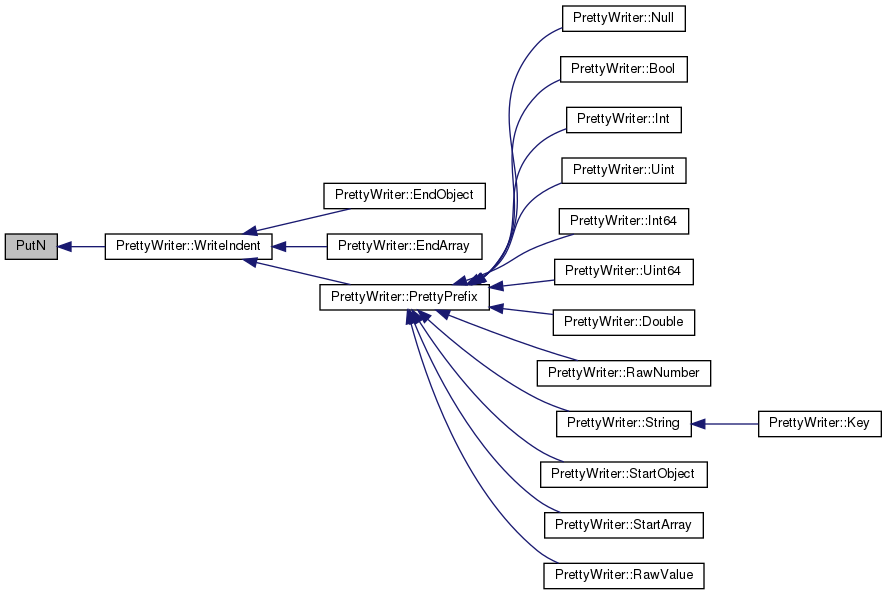 PutN
PrettyWriter::WriteIndent
PrettyWriter::EndObject
PrettyWriter::EndArray
PrettyWriter::PrettyPrefix
PrettyWriter::Null
PrettyWriter::Bool
PrettyWriter::Int
PrettyWriter::Uint
PrettyWriter::Int64
PrettyWriter::Uint64
PrettyWriter::Double
PrettyWriter::RawNumber
PrettyWriter::String
PrettyWriter::Key
PrettyWriter::StartObject
PrettyWriter::StartArray
PrettyWriter::RawValue